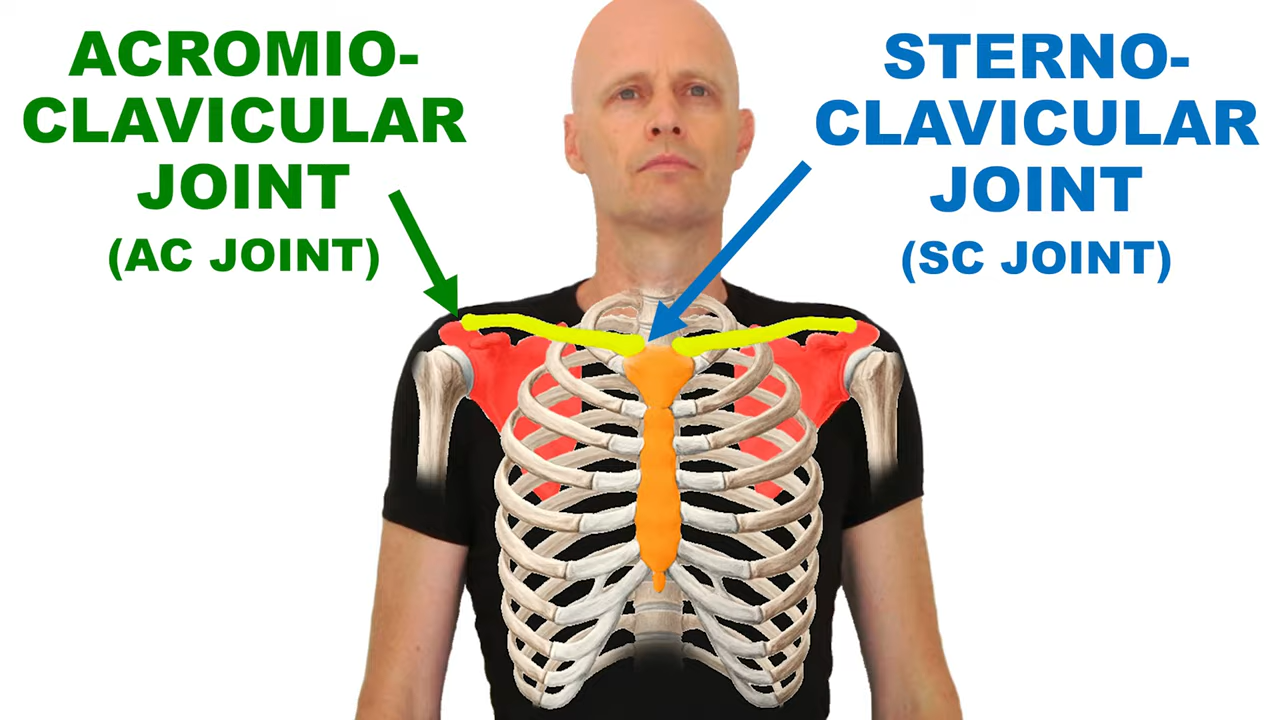 ACROMIO-
CLAVICULAR
JOINT
(AC JOINT)
STERNO-
CLAVICULAR
JOINT
(SC JOINT)